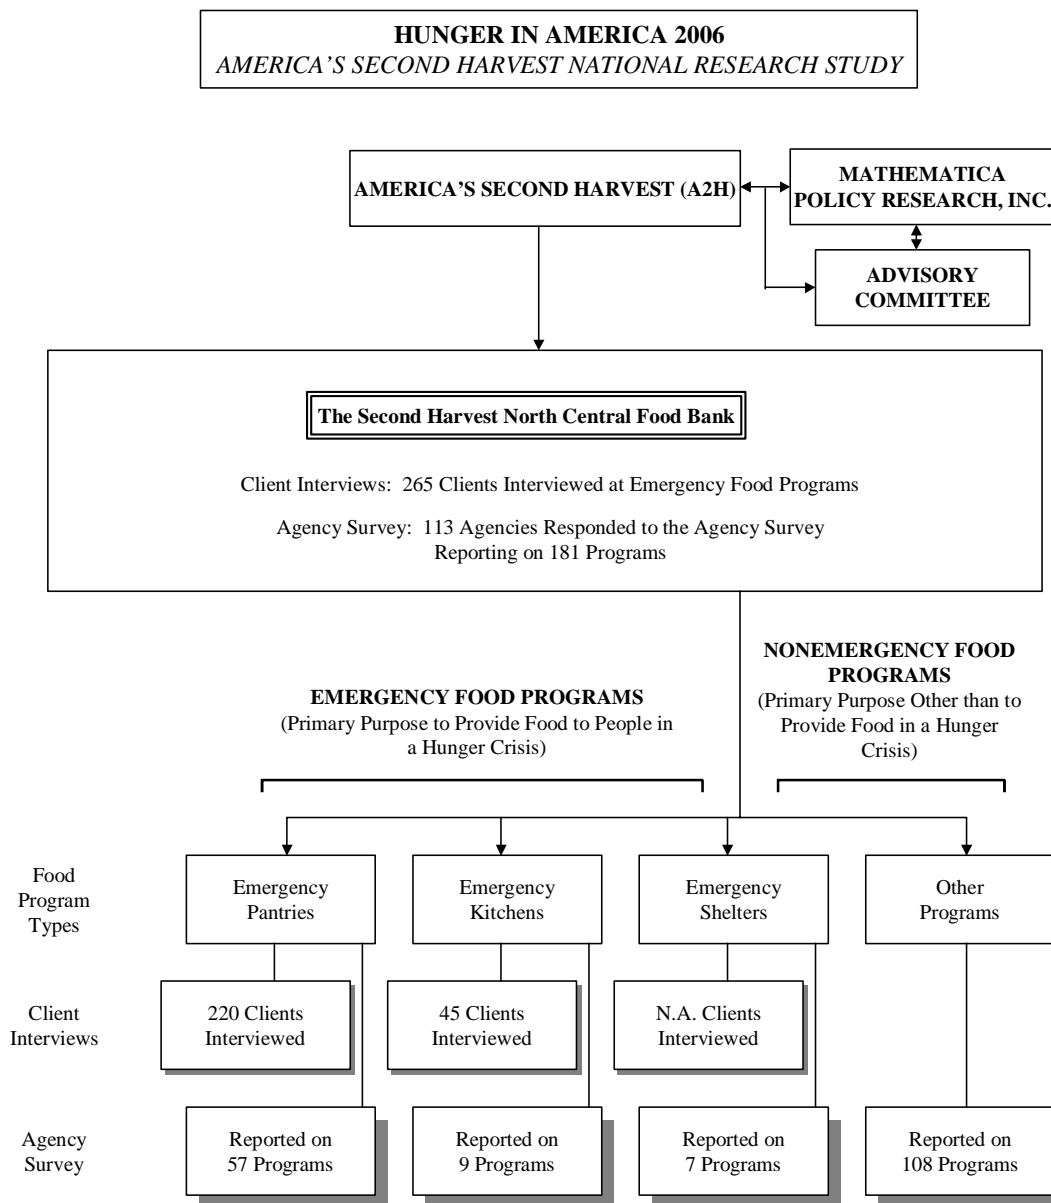 HUNGER IN AMERICA 2006
AMERICA’S SECOND HARVEST NATIONAL RESEARCH STUDY
AMERICA’S SECOND HARVEST (A2H)
MATHEMATICA
POLICY RESEARCH, INC.
ADVISORY
COMMITTEE
The Second Harvest North Central Food Bank
Client Interviews: 265 Clients Interviewed at Emergency Food Programs
Agency Survey: 113 Agencies Responded to the Agency Survey
Reporting on 181 Programs
EMERGENCY FOOD PROGRAMS
(Primary Purpose to Provide Food to People in
a Hunger Crisis)
NONEMERGENCY FOOD
PROGRAMS
(Primary Purpose Other than to
Provide Food in a Hunger
Crisis)
Food
Program
Types
Emergency
Pantries
Emergency
Kitchens
Emergency
Shelters
Other
Programs
Client
Interviews
220 Clients
Interviewed
45 Clients
Interviewed
N.A. Clients
Interviewed
Agency
Survey
Reported on
57 Programs
Reported on
9 Programs
Reported on
7 Programs
Reported on
108 Programs